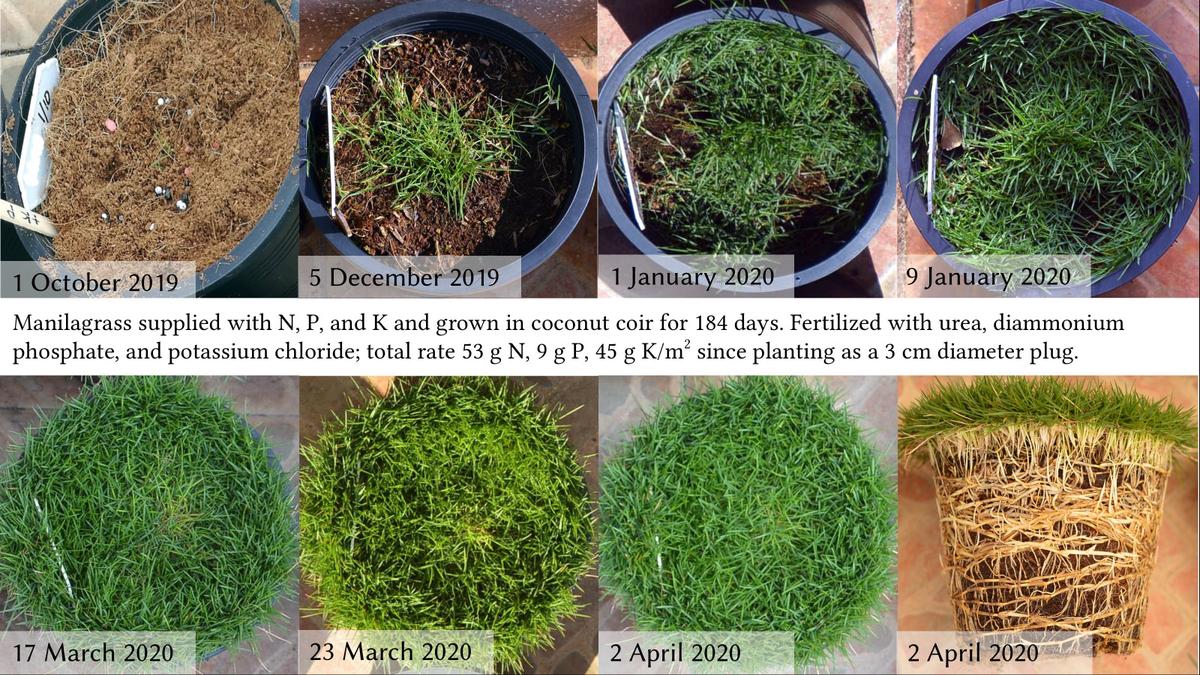 1 October 2019
5 December 2019
1 January 2020
9 January 2020
Manilagrass supplied with N, P, and K and grown in coconut coir for 184 days. Fertilized with urea, diammonium
phosphate, and potassium chloride; total rate 53 g N, 9 g P, 45 g K/m² since planting as a 3 cm diameter plug.
17 March 2020
23 March 2020
2 April 2020
2 April 2020